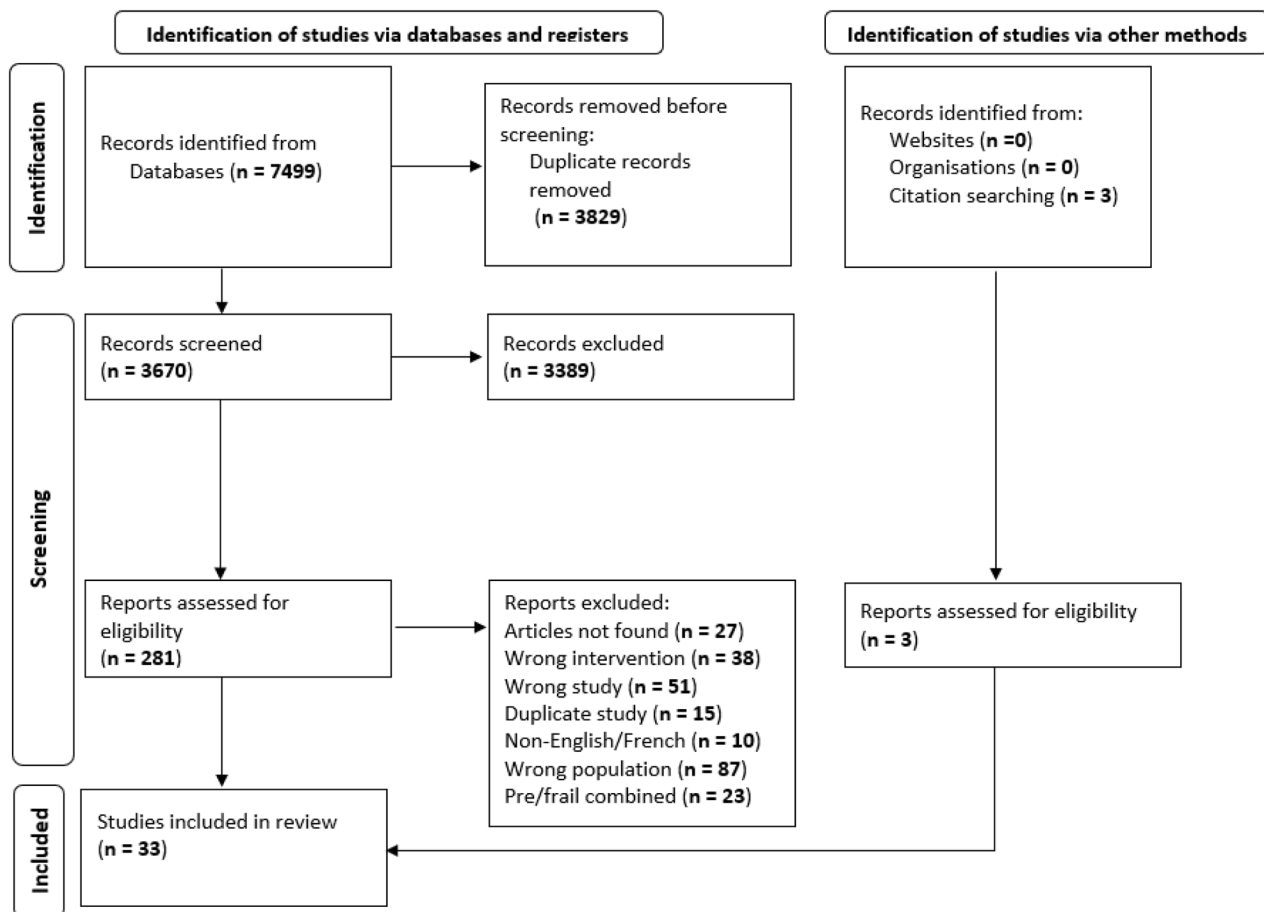 Identification of studies via databases and registers
Identification of studies via other methods
Identification
Records identified from
Databases (n = 7499)
Records removed before
screening:
Duplicate records
removed
(n = 3829)
Records identified from:
Websites (n =0)
Organisations (n = 0)
Citation searching (n = 3)
Screening
Records screened
(n = 3670)
Records excluded
(n = 3389)
Reports assessed for
eligibility
(n = 281)
Reports excluded:
Articles not found (n = 27)
Wrong intervention (n = 38)
Wrong study (n = 51)
Duplicate study (n = 15)
Non-English/French (n = 10)
Wrong population (n = 87)
Pre/frail combined (n = 23)
Reports assessed for eligibility
(n = 3)
Included
Studies included in review
(n = 33)